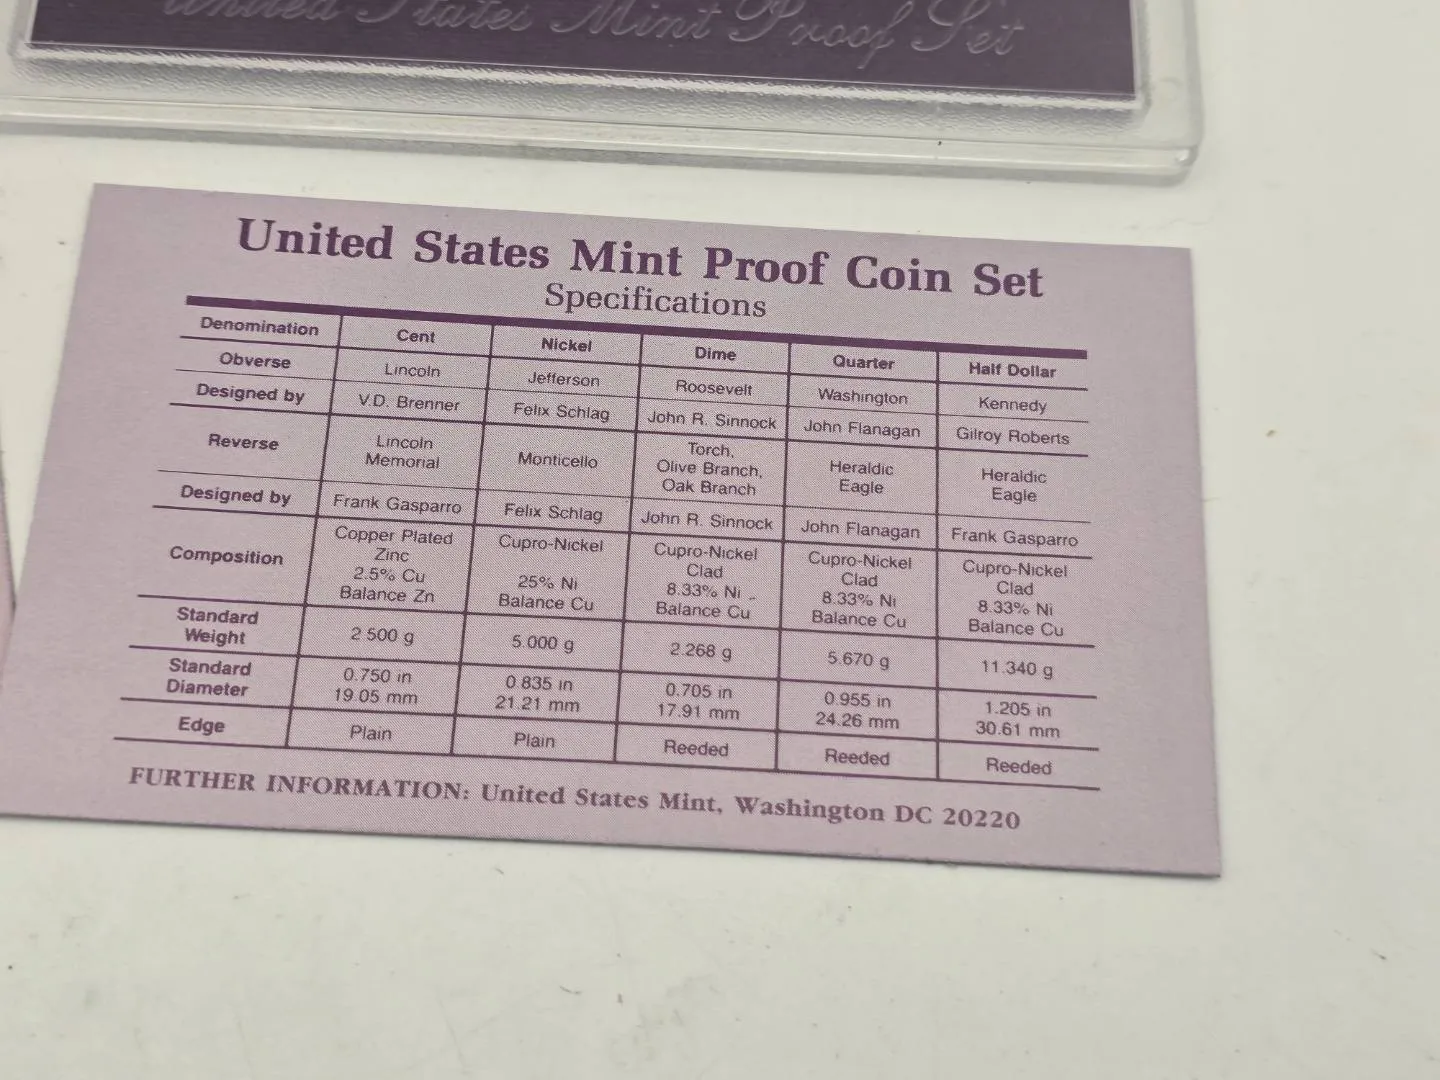 United States Mint Proof Set
United States Mint Proof Coin Set
Specifications
Denomination Cent Nickel Dime Quarter Half Dollar
Obverse Lincoln Jefferson Roosevelt Washington Kennedy
Designed by V.D. Brenner Felix Schlag John R. Sinnock John Flanagan Gilroy Roberts
Reverse Lincoln Memorial Monticello Torch, Olive Branch, Oak Branch Heraldic Eagle Heraldic Eagle
Designed by Frank Gasparro Felix Schlag John R. Sinnock John Flanagan Frank Gasparro
Composition Copper Plated Zinc 2.5% Cu Balance Zn Cupro-Nickel 25% Ni Balance Cu Cupro-Nickel Clad 8.33% Ni Balance Cu Cupro-Nickel Clad 8.33% Ni Balance Cu Cupro-Nickel Clad 8.33% Ni Balance Cu
Standard Weight 2.500 g 5.000 g 2.268 g 5.670 g 11.340 g
Standard Diameter 0.750 in 19.05 mm 0.835 in 21.21 mm 0.705 in 17.91 mm 0.955 in 24.26 mm 1.205 in 30.61 mm
Edge Plain Plain Reeded Reeded Reeded
FURTHER INFORMATION: United States Mint, Washington DC 20220